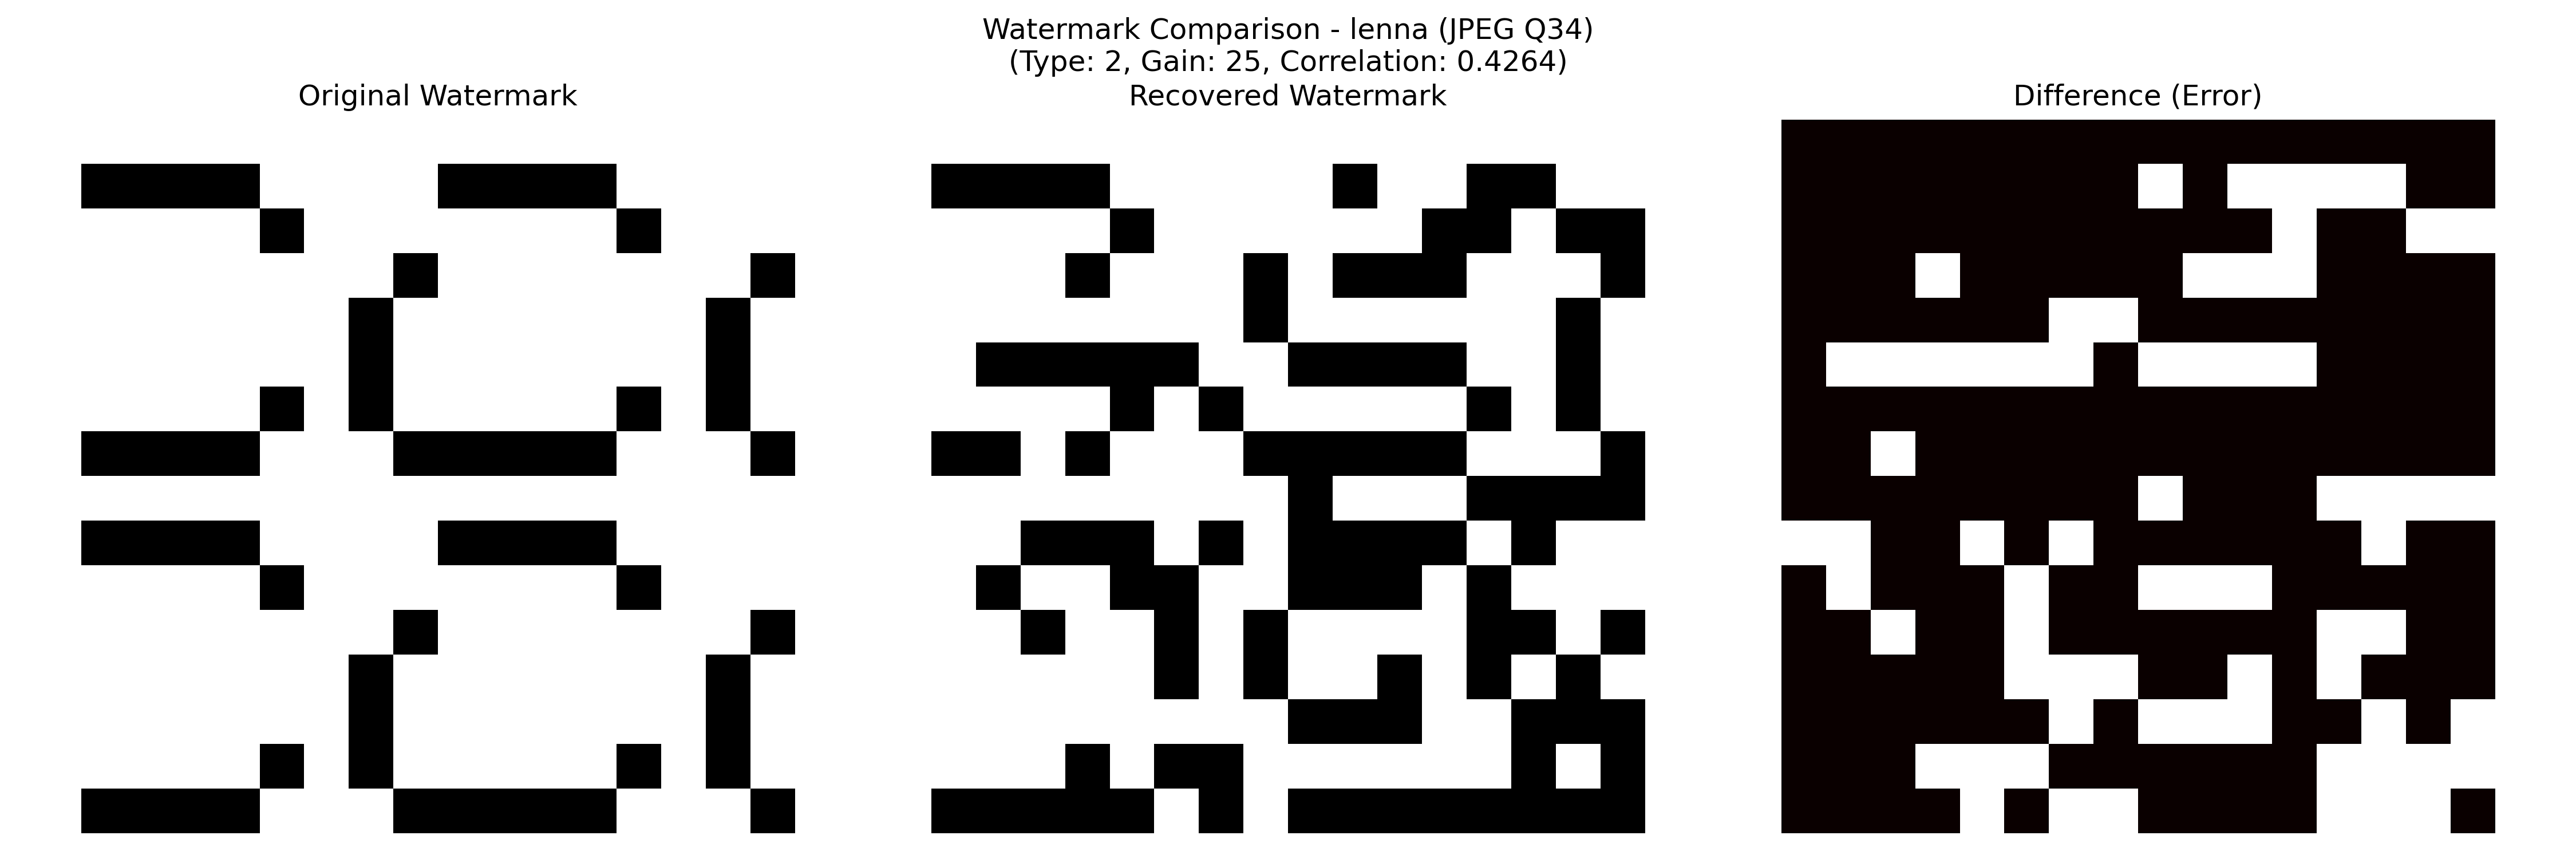 Watermark Comparison - lenna (JPEG Q34)
(Type: 2, Gain: 25, Correlation: 0.4264)
Original Watermark
Recovered Watermark
Difference (Error)